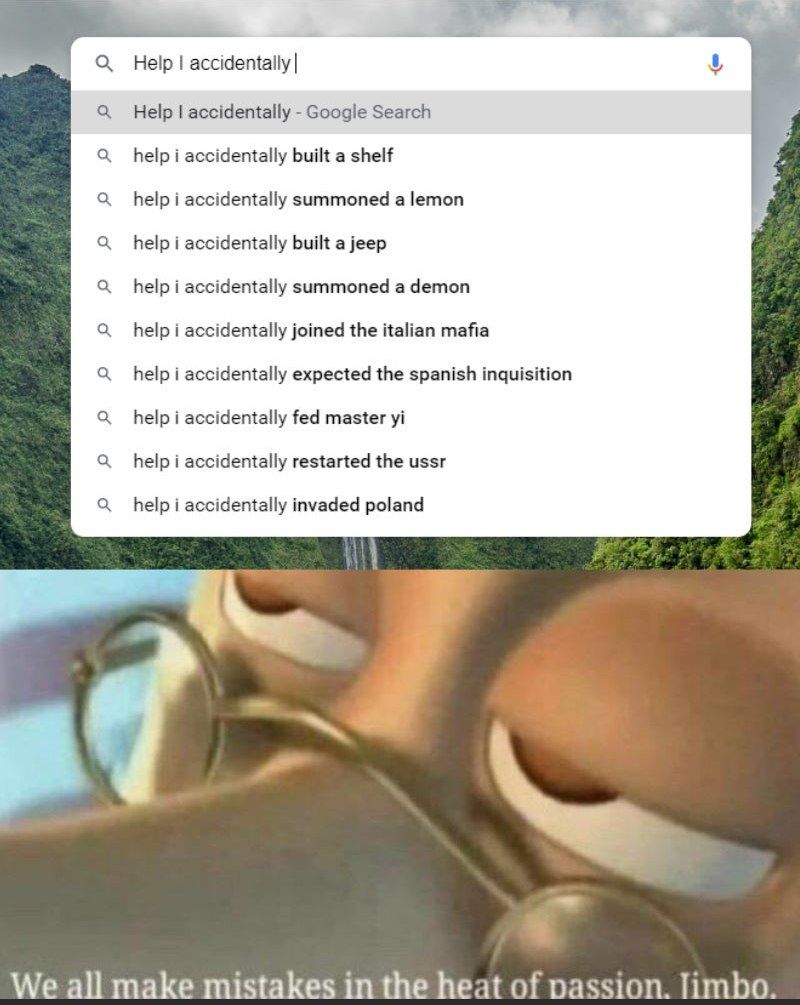 Help I accidentally
Help I accidentally - Google Search
help i accidentally built a shelf
help i accidentally summoned a lemon
help i accidentally built a jeep
help i accidentally summoned a demon
help i accidentally joined the italian mafia
help i accidentally expected the spanish inquisition
help i accidentally fed master yi
help i accidentally restarted the ussr
help i accidentally invaded poland
We all make mistakes in the heat of passion, Jimbo.